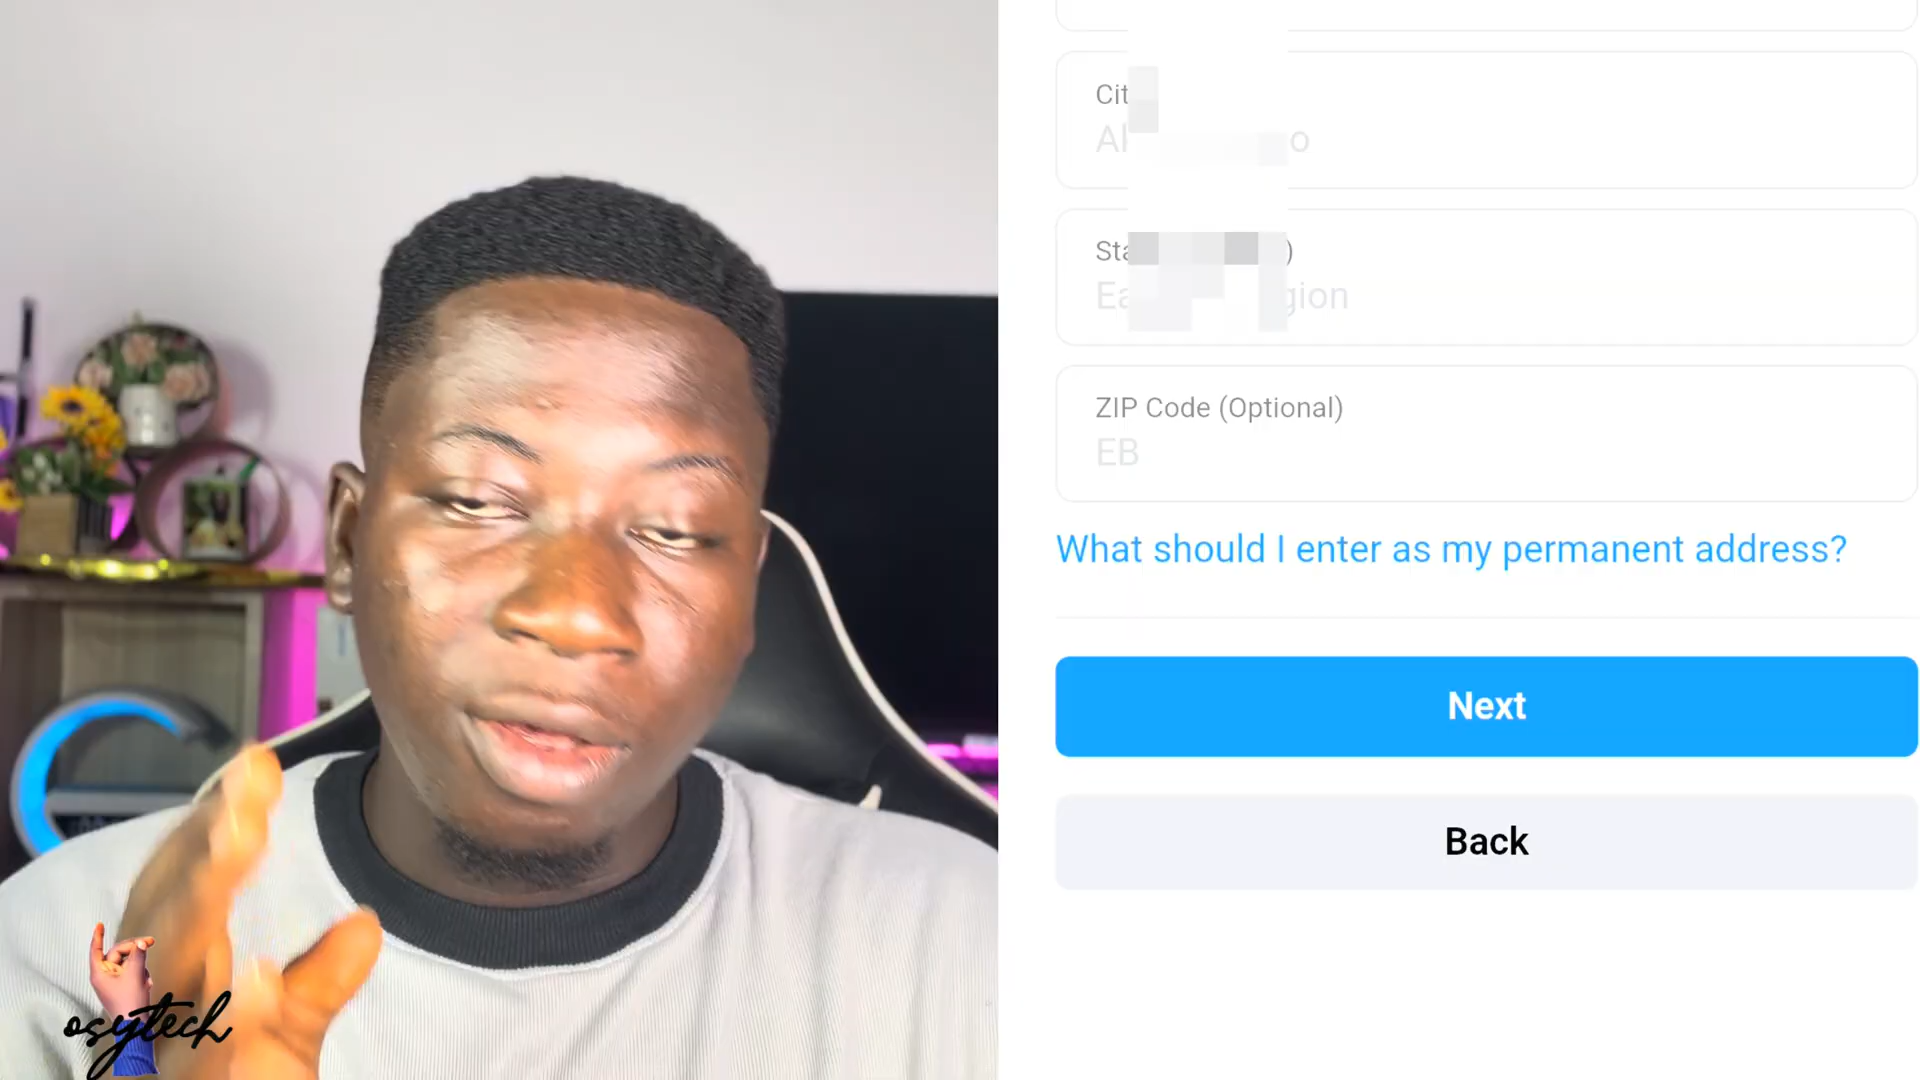 ZIP Code (Optional)
EB
What should I enter as my permanent address?
Next
Back
osytech